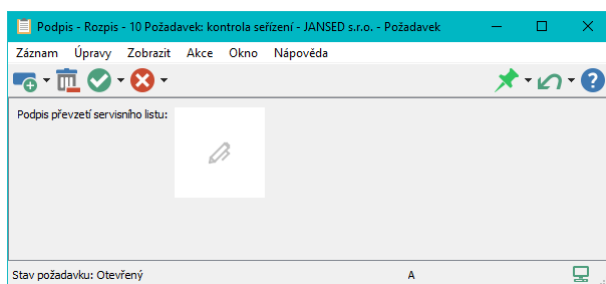 Podpis - Rozpis - 10 Požadavek: kontrola seřízení - JANSED s.r.o. - Požadavek
Záznam Úpravy Zobrazit Akce Okno Nápověda
Podpis převzetí servisního listu:
Stav požadavku: Otevřený A